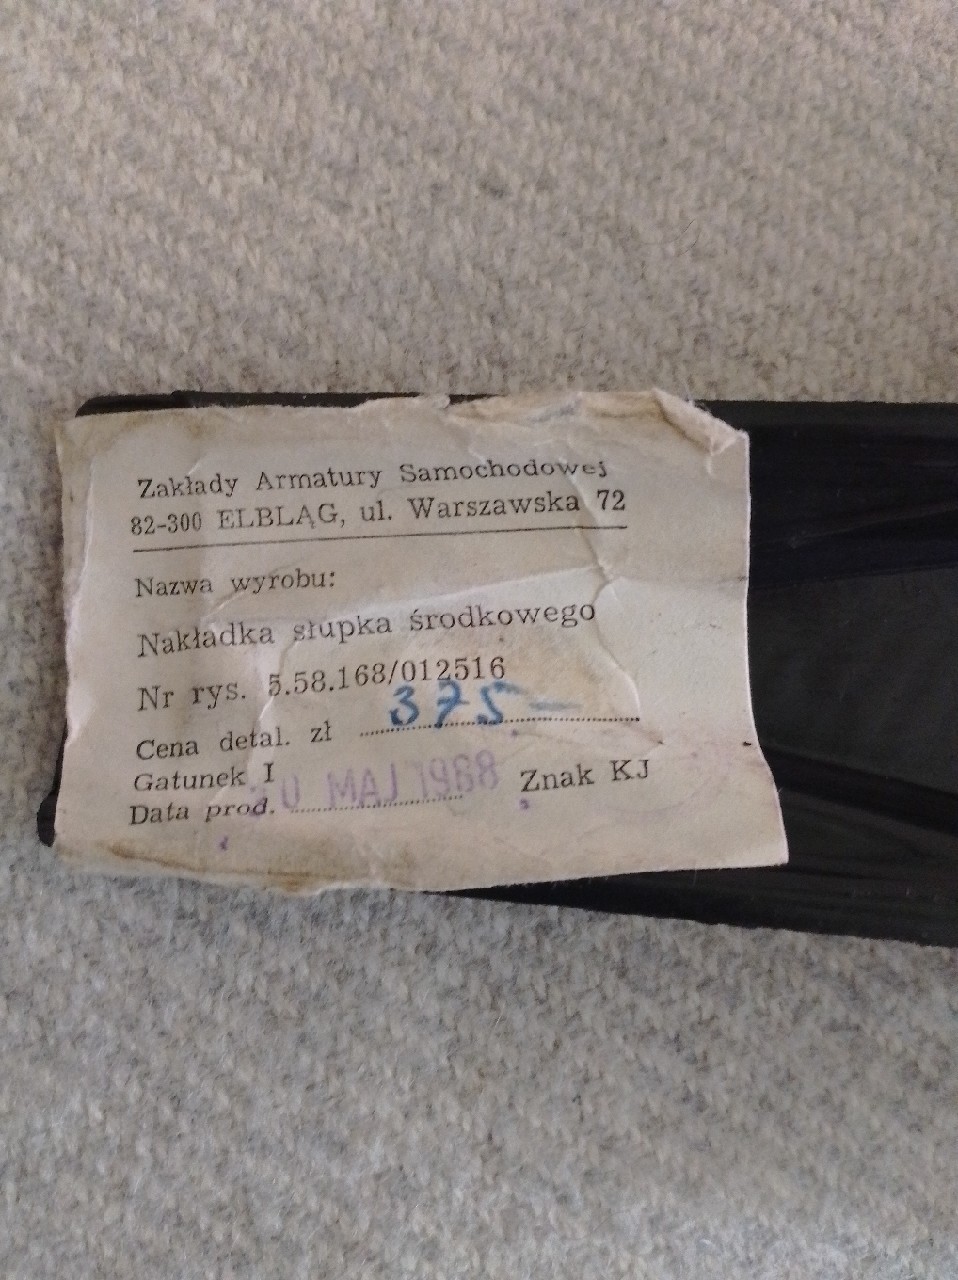 Zakłady Armatury Samochodowej
82-300 ELBLĄG, ul. Warszawska 72
Nazwa wyrobu:
Nakładka słupka środkowego
Nr rys. 5.58.168/012516
Cena detal. zł 375 —
Gatunek I
Znak KJ
Data prod. MAJ 1988